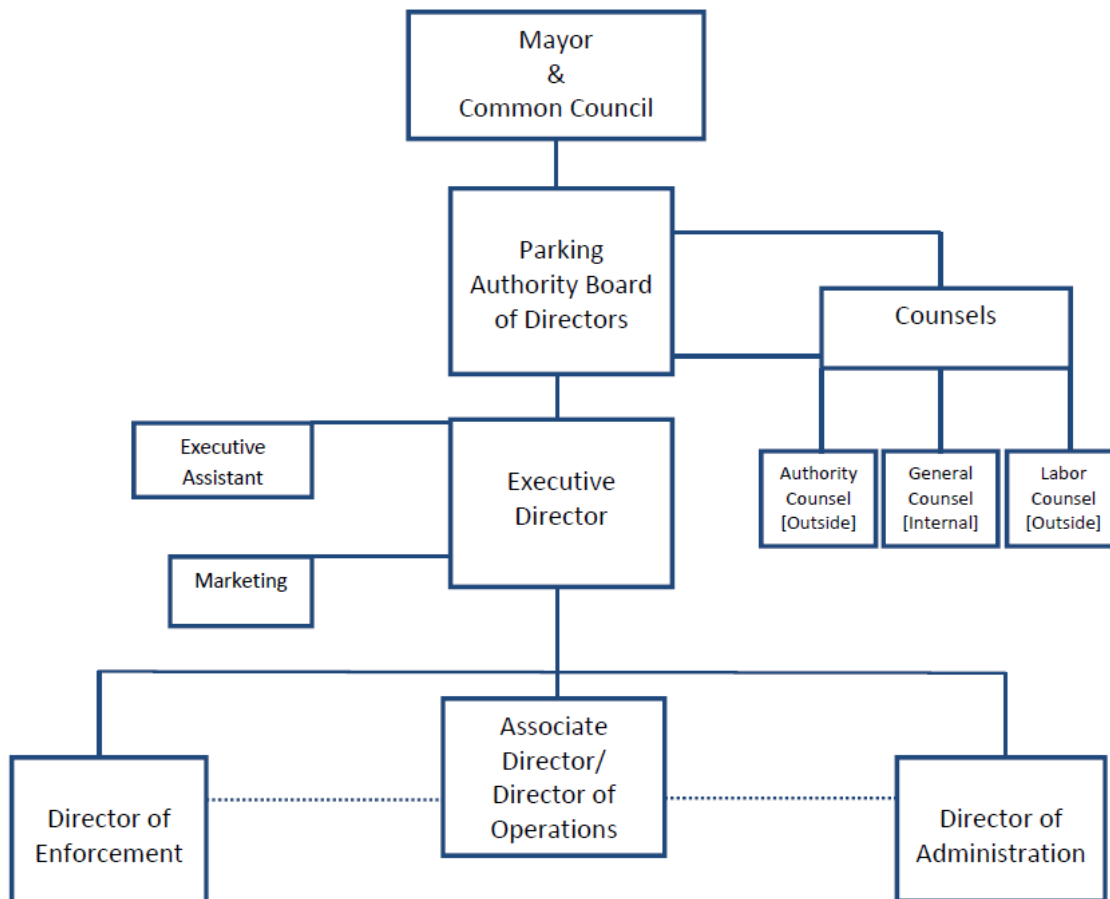 Mayor
&
Common Council
Parking
Authority Board
of Directors
Counsels
Executive
Assistant
Executive
Director
Authority
Counsel
[Outside]
General
Counsel
[Internal]
Labor
Counsel
[Outside]
Marketing
Associate
Director/
Director of
Operations
Director of
Enforcement
Director of
Administration